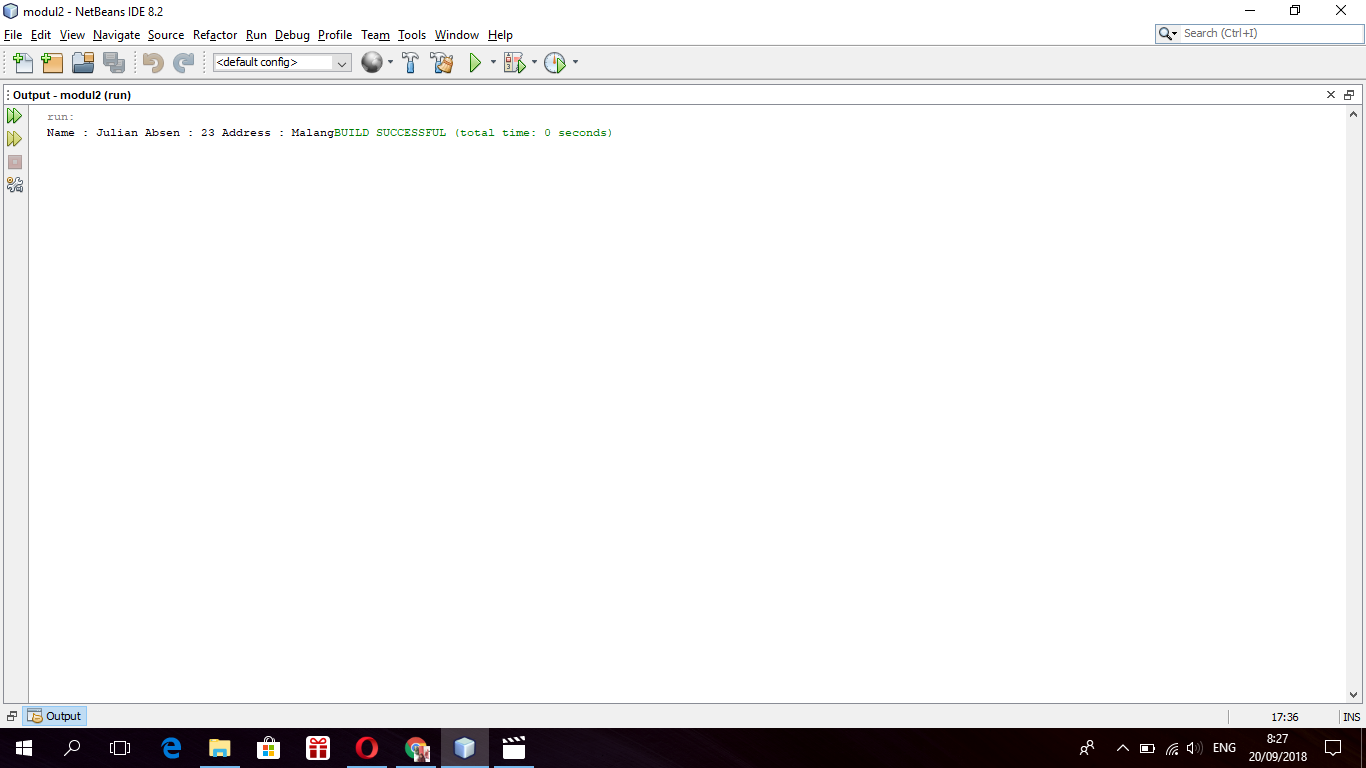 modul2 - NetBeans IDE 8.2
File Edit View Navigate Source Refactor Run Debug Profile Team Tools Window Help
Search (Ctrl+I)
<default config>
Output - modul2 (run)
run:
Name : Julian Absen : 23 Address : MalangBUILD SUCCESSFUL (total time: 0 seconds)
Output
17:36 INS
ENG
8:27
20/09/2018